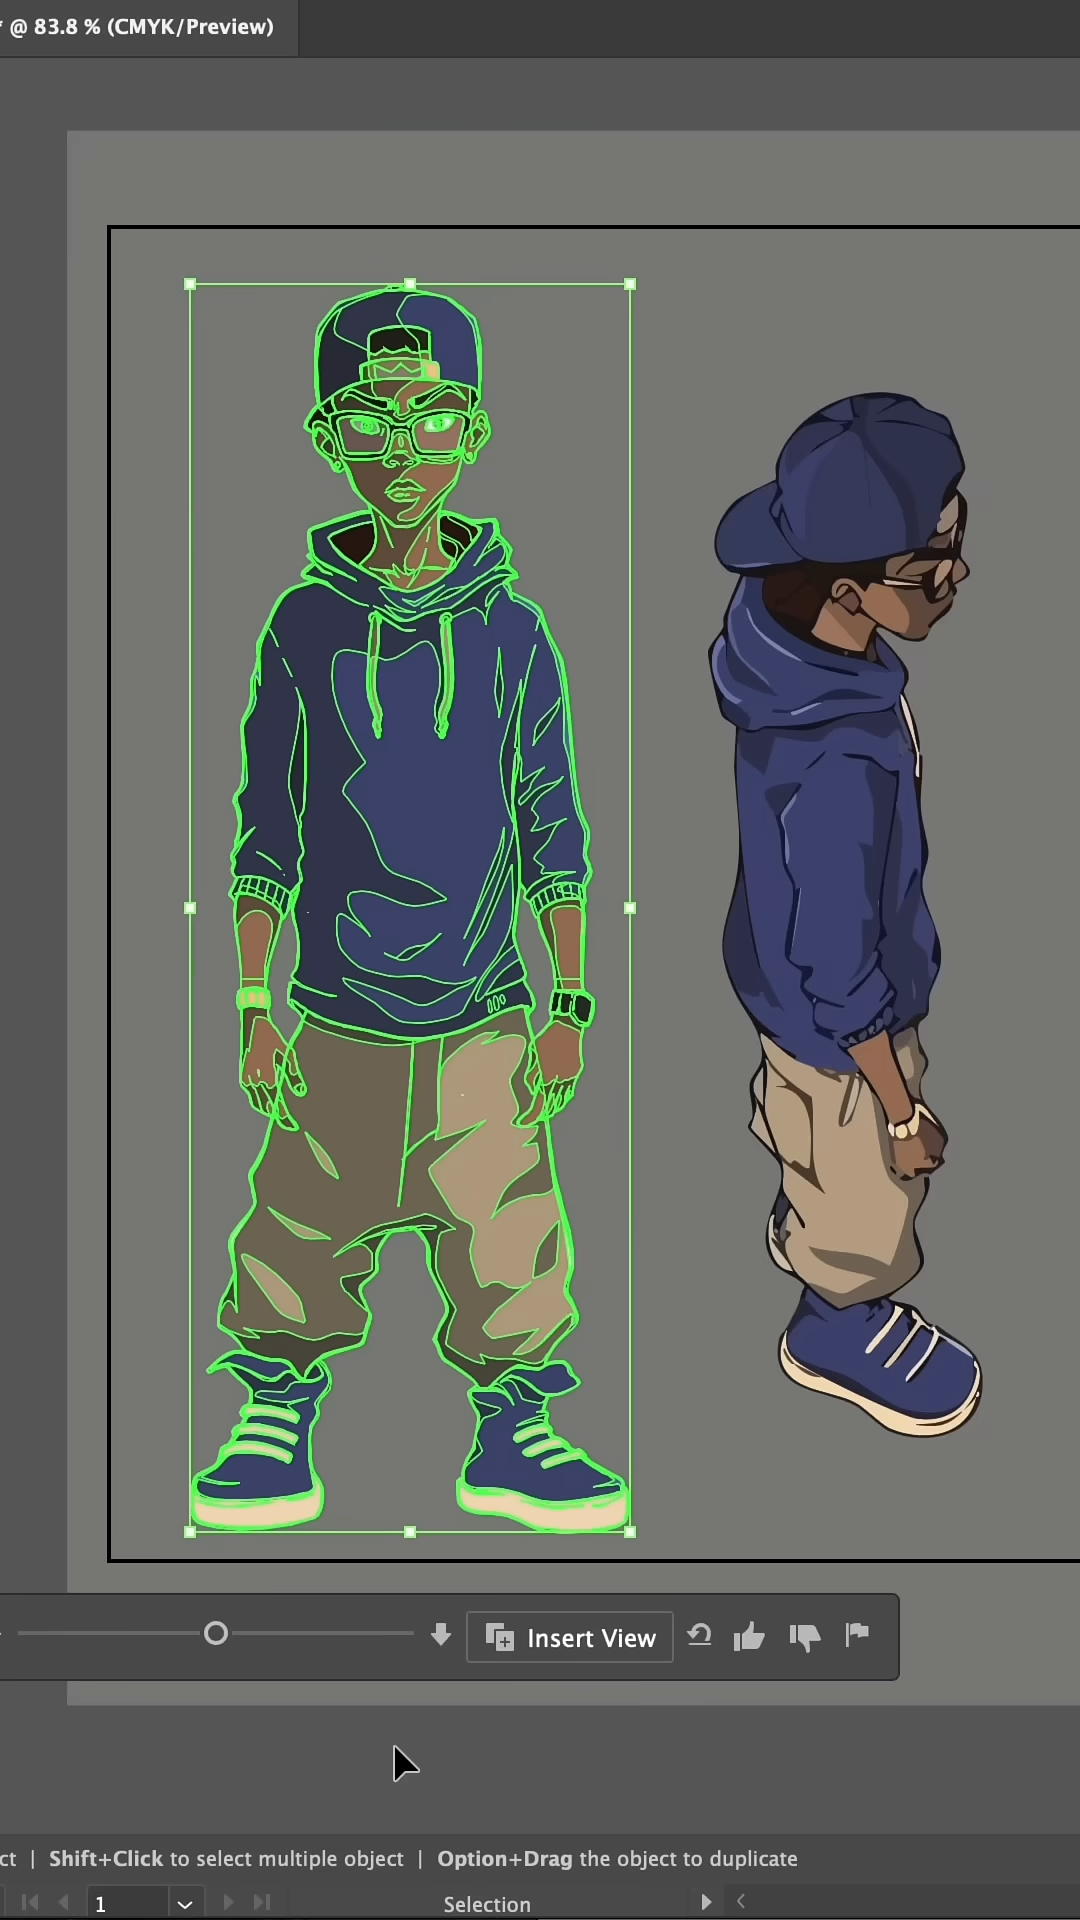 * @ 83.8 % (CMYK/Preview)
Insert View
ct | Shift+Click to select multiple object | Option+Drag the object to duplicate
1
Selection